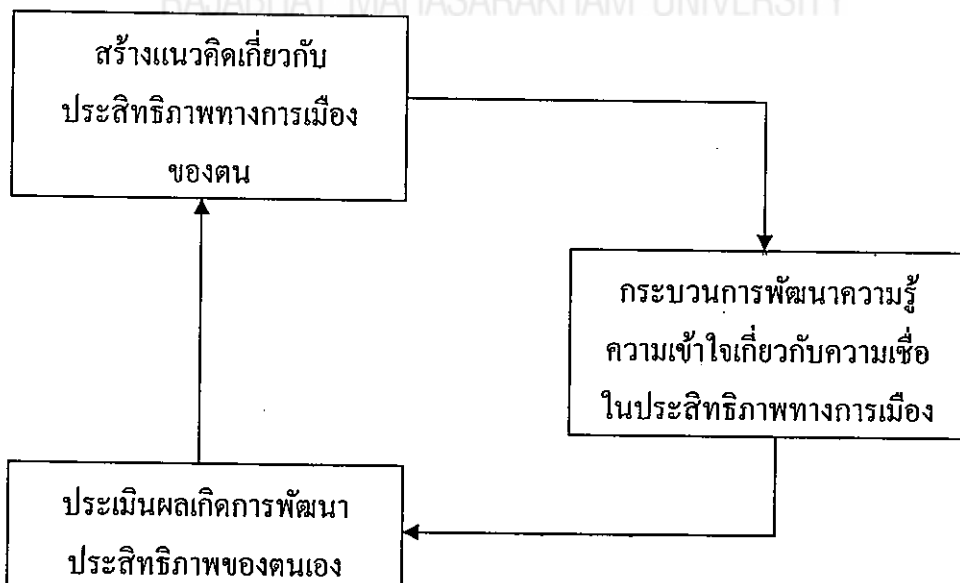 RAJABHAT MAHASARAKHAM UNIVERSITY
สร้างแนวคิดเกี่ยวกับ
ประสิทธิภาพทางการเมือง
ของตน
กระบวนการพัฒนาความรู้
ความเข้าใจเกี่ยวกับความเชื่อ
ในประสิทธิภาพทางการเมือง
ประเมินผลเกิดการพัฒนา
ประสิทธิภาพของตนเอง